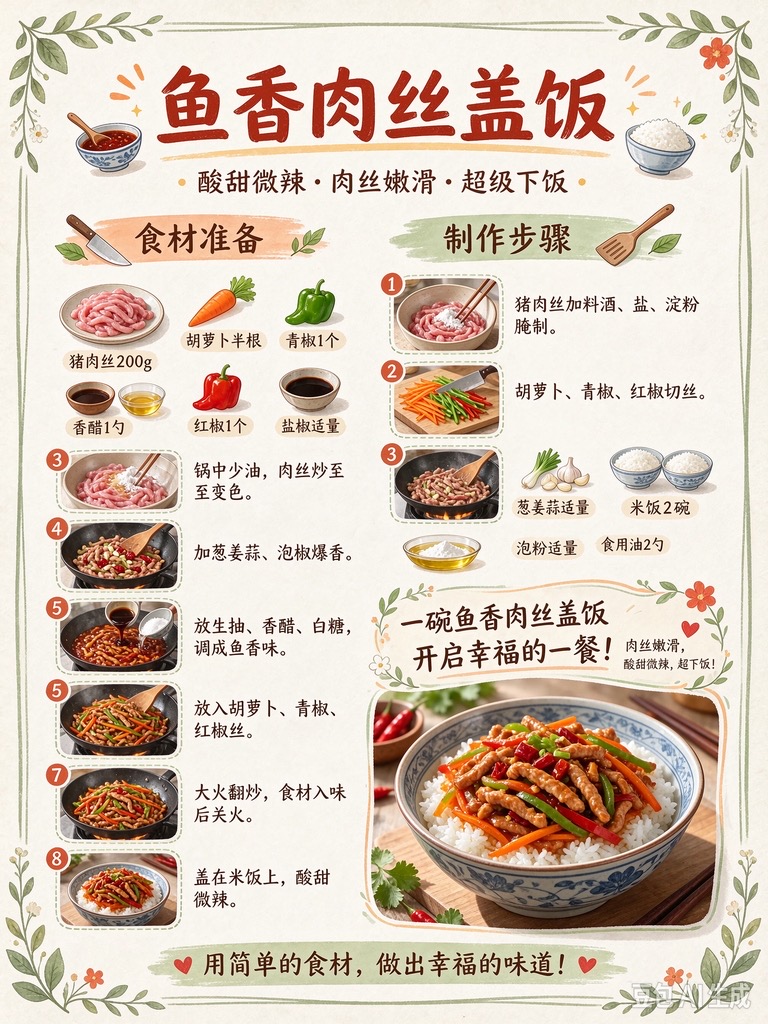 鱼香肉丝盖饭
·酸甜微辣·肉丝嫩滑·超级下饭·
食材准备
猪肉丝200g
胡萝卜半根
青椒1个
香醋1勺
红椒1个
盐椒适量
3
锅中少油，肉丝炒至
至变色。
4
加葱姜蒜、泡椒爆香。
5
放生抽、香醋、白糖，
调成鱼香味。
5
放入胡萝卜、青椒、
红椒丝。
7
大火翻炒，食材入味
后关火。
8
盖在米饭上，酸甜
微辣。
制作步骤
1
猪肉丝加料酒、盐、淀粉
腌制。
2
胡萝卜、青椒、红椒切丝。
3
葱姜蒜适量
米饭2碗
泡粉适量
食用油2勺
一碗鱼香肉丝盖饭
开启幸福的一餐！
肉丝嫩滑，
酸甜微辣，超下饭！
用简单的食材，做出幸福的味道！
豆包AI生成